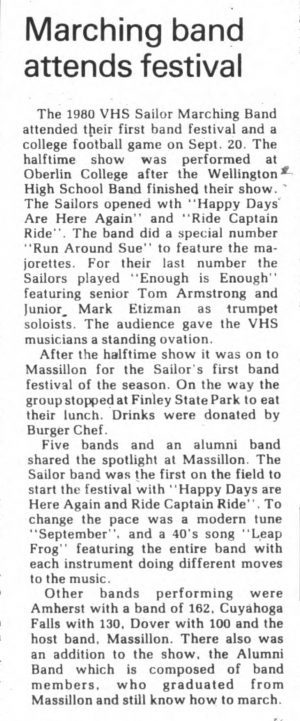 Marching band
attends festival
The 1980 VHS Sailor Marching Band
attended their first band festival and a
college football game on Sept. 20. The
halftime show was performed at
Oberlin College after the Wellington
High School Band finished their show.
The Sailors opened wth "Happy Days
Are Here Again" and "Ride Captain
Ride". The band did a special number
"Run Around Sue" to feature the ma-
jorettes. For their last number the
Sailors played "Enough is Enough"
featuring senior Tom Armstrong and
Junior Mark Etizman as trumpet
soloists. The audience gave the VHS
musicians a standing ovation.
After the halftime show it was on to
Massillon for the Sailor's first band
festival of the season. On the way the
group stopped at Finley State Park to eat
their lunch. Drinks were donated by
Burger Chef.
Five bands and an alumni band
shared the spotlight at Massillon. The
Sailor band was the first on the field to
start the festival with "Happy Days are
Here Again and Ride Captain Ride". To
change the pace was a modern tune
"September", and a 40's song "Leap
Frog" featuring the entire band with
each instrument doing different moves
to the music.
Other bands performing were
Amherst with a band of 162, Cuyahoga
Falls with 130, Dover with 100 and the
host band, Massillon. There also was
an addition to the show, the Alumni
Band which is composed of band
members, who graduated from
Massillon and still know how to march.